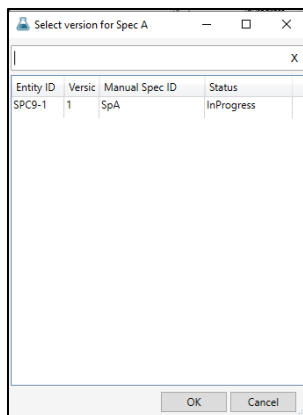 Select version for Spec A
X
Entity ID Versic Manual Spec ID Status
SPC9-1 1 SpA InProgress
OK Cancel